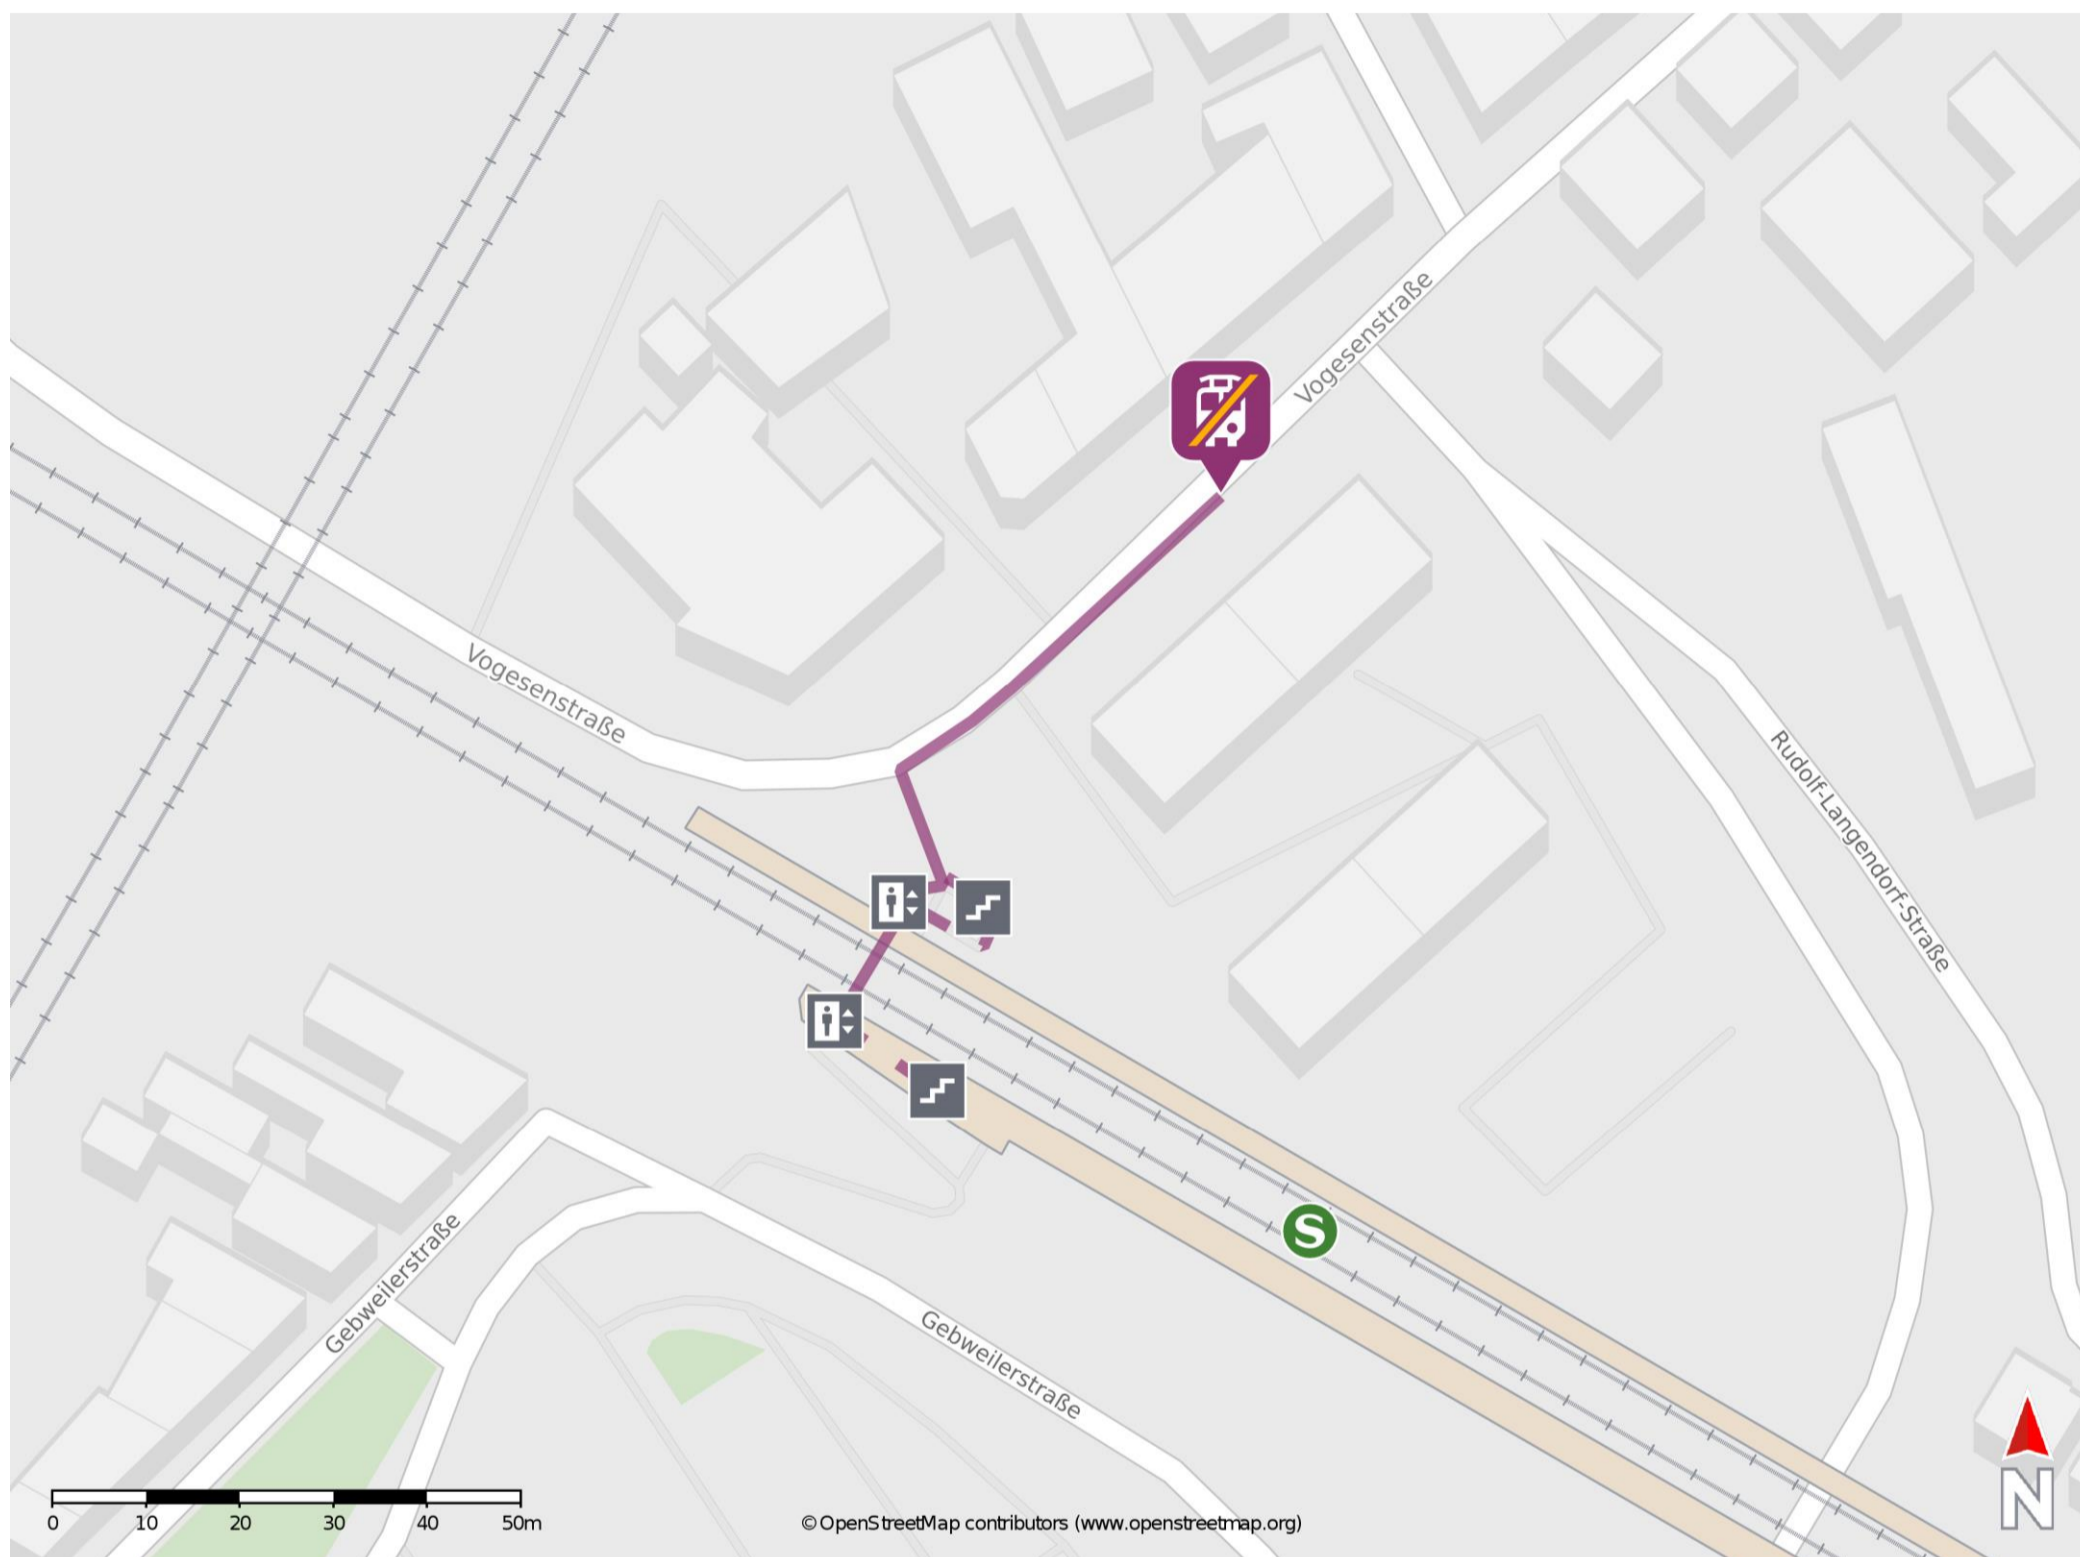 Vogesenstraße
Vogesenstraße
Rudolf-Langendorf-Straße
S
Gebweilerstraße
Gebweilerstraße
0 10 20 30 40 50m
© OpenStreetMap contributors (www.openstreetmap.org)
N